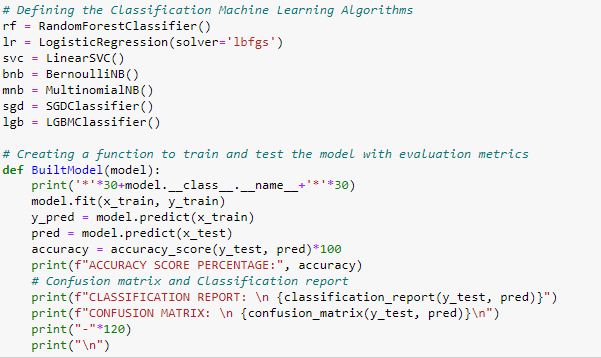 # Defining the Classification Machine Learning Algorithms
rf = RandomForestClassifier()
lr = LogisticRegression(solver='lbfgs')
svc = LinearSVC()
bnb = BernoulliNB()
mnb = MultinomialNB()
sgd = SGDClassifier()
lgb = LGBMClassifier()

# Creating a function to train and test the model with evaluation metrics
def BuiltModel(model):
    print('*'*30+model.__class__.__name__+'*'*30)
    model.fit(x_train, y_train)
    y_pred = model.predict(x_train)
    pred = model.predict(x_test)
    accuracy = accuracy_score(y_test, pred)*100
    print(f"ACCURACY SCORE PERCENTAGE:", accuracy)
    # Confusion matrix and Classification report
    print(f"CLASSIFICATION REPORT: \n {classification_report(y_test, pred)}")
    print(f"CONFUSION MATRIX: \n {confusion_matrix(y_test, pred)}\n")
    print("-"*120)
    print("\n")